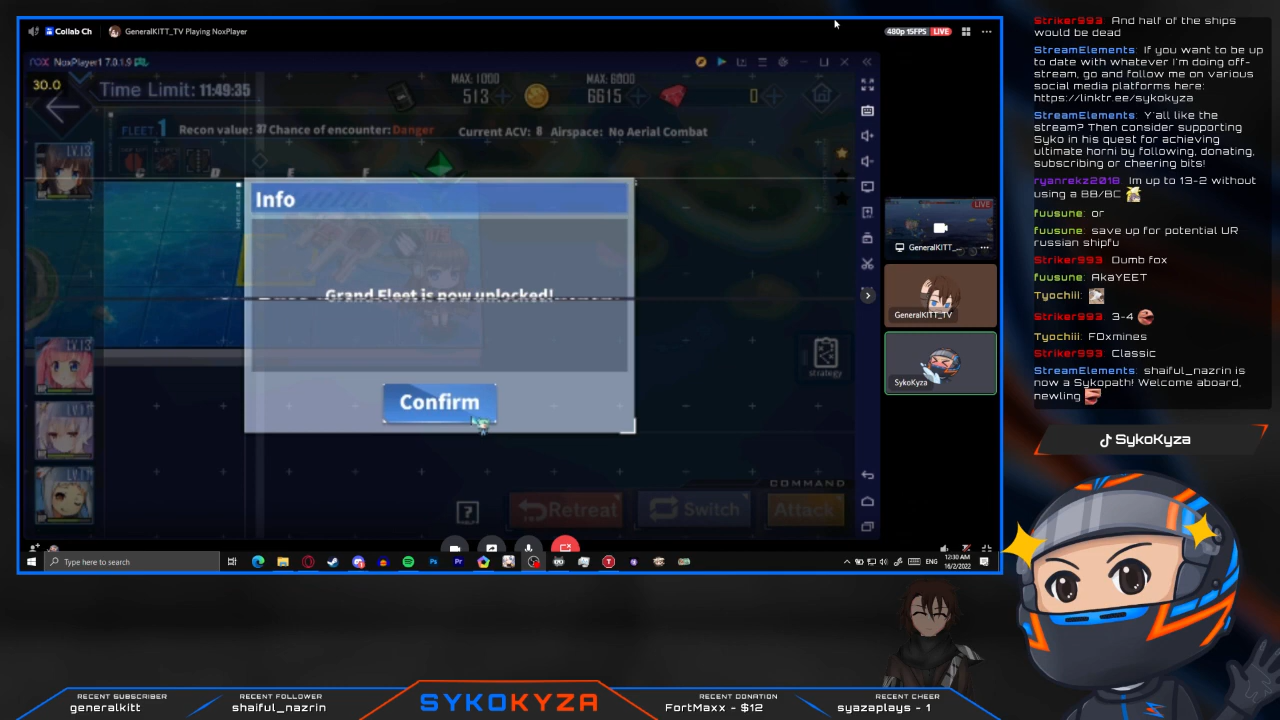 Collab Ch
GeneralKITT_TV Playing NoxPlayer
480p 15FPS LIVE
NoxPlayer1 7.0.1.9
30.0
Time Limit: 11:49:35
MAX: 1000
513
MAX: 6000
6615
0
FLEET 1
Recon value: 37 Chance of encounter: Danger
Current ACV: 8
Airspace: No Aerial Combat
LV.13
C
D
E
F
Info
Grand Fleet is now unlocked!
Confirm
LV.13
strategy
COMMAND
?
Retreat
Switch
Attack
LIVE
GeneralKITT_...
GeneralKITT_TV
SykoKyza
Type here to search
ENG
12:30 AM
16/2/2022
Striker993 And half of the ships
would be dead
StreamElements: If you want to be up
to date with whatever I'm doing off-
stream, go and follow me on various
social media platforms here:
https://linktr.ee/sykokyza
StreamElements: Y'all like the
stream? Then consider supporting
Syko in his quest for achieving
ultimate horni by following, donating,
subscribing or cheering bits!
ryanrekz2018 Im up to 13-2 without
using a BB/BC
fuusune: or
fuusune: save up for potential UR
russian shipfu
Striker993 Dumb fox
fuusune: AkaYEET
Tyochiii:
Striker993: 3-4
Tyochiii: FOxmines
Striker993: Classic
StreamElements: shaiful_nazrin is
now a Sykopath! Welcome aboard,
newling
SykoKyza
RECENT SUBSCRIBER
generalkitt
RECENT FOLLOWER
shaiful_nazrin
SYKOKYZA
RECENT DONATION
FortMaxx - $12
RECENT CHEER
syazaplays - 1